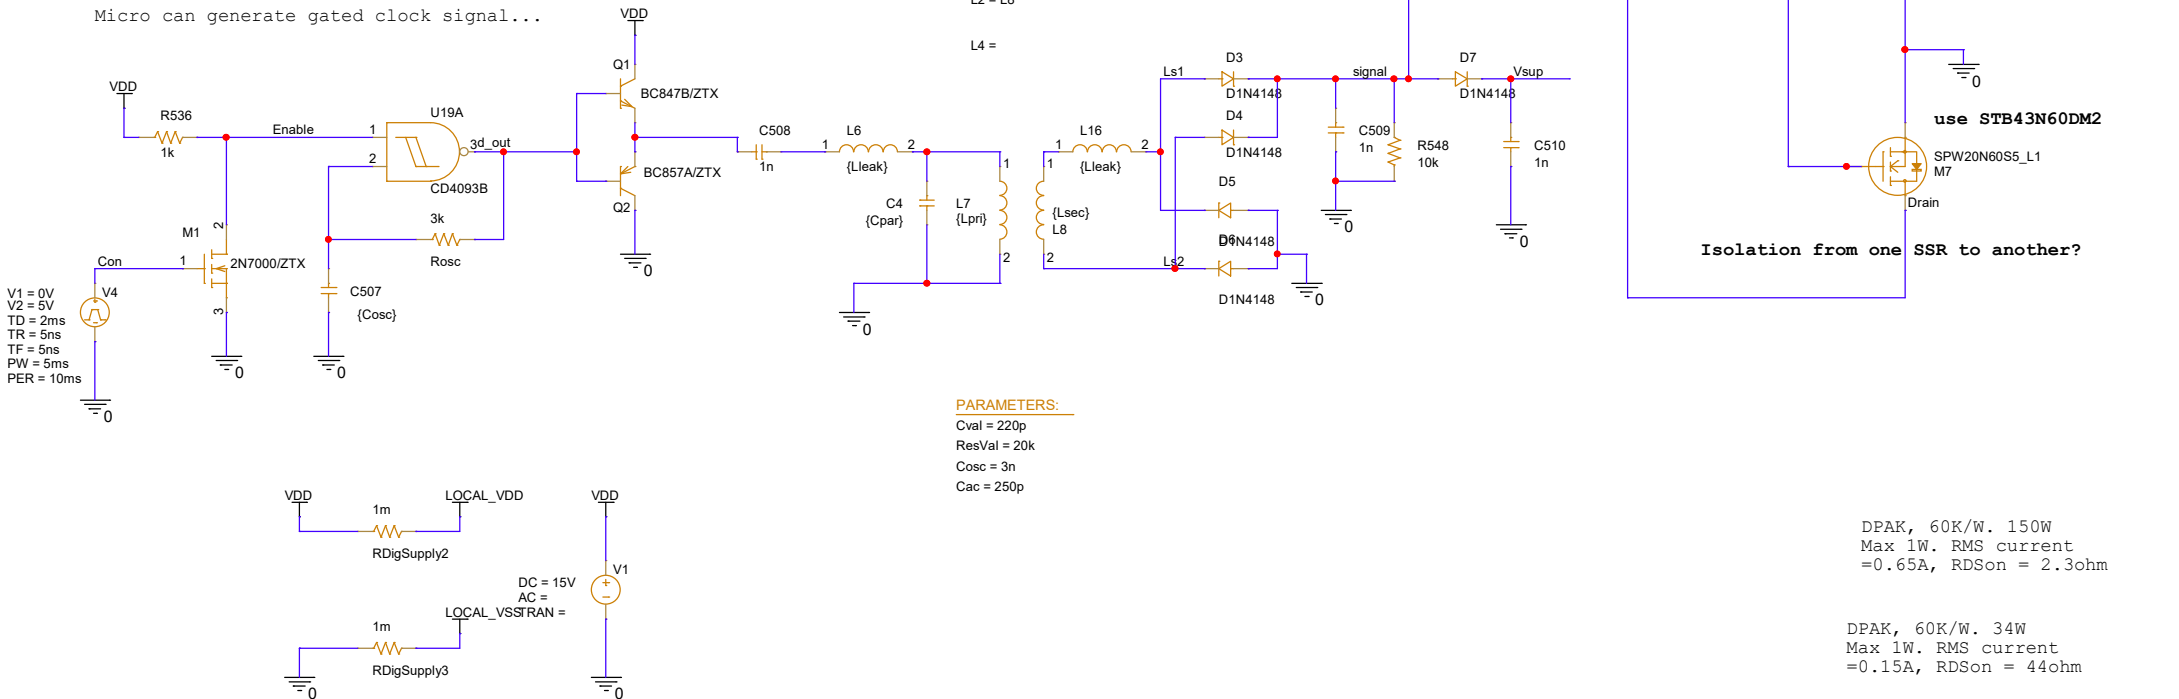 Micro can generate gated clock signal...
L2 = L8
L4 =
VDD
R536
1k
Enable
1
2
U19A
3
d_out
CD4093B
3k
Rosc
C507
{Cosc}
M1
2
1
3
2N7000/ZTX
0
0
Con
V4
V1 = 0V
V2 = 5V
TD = 2ms
TR = 5ns
TF = 5ns
PW = 5ms
PER = 10ms
0
VDD
Q1
BC847B/ZTX
BC857A/ZTX
Q2
0
C508
1n
L6
1
2
{Lleak}
C4
{Cpar}
L7
{Lpri}
1
2
0
1
{Lsec}
L8
2
L16
1
2
{Lleak}
Ls1
Ls2
D3
D1N4148
D4
D1N4148
D5
D1N4148
D6
D1N4148
0
signal
C509
1n
R548
10k
0
D7
D1N4148
Vsup
C510
1n
0
0
use STB43N60DM2
SPW20N60S5_L1
M7
Drain
Isolation from one SSR to another?
PARAMETERS:
Cval = 220p
ResVal = 20k
Cosc = 3n
Cac = 250p
VDD
1m
LOCAL_VDD
RDigSupply2
1m
LOCAL_VSS
RDigSupply3
0
VDD
V1
DC = 15V
AC =
TRAN =
0
DPAK, 60K/W. 150W
Max 1W. RMS current
=0.65A, RDSon = 2.3ohm
DPAK, 60K/W. 34W
Max 1W. RMS current
=0.15A, RDSon = 44ohm